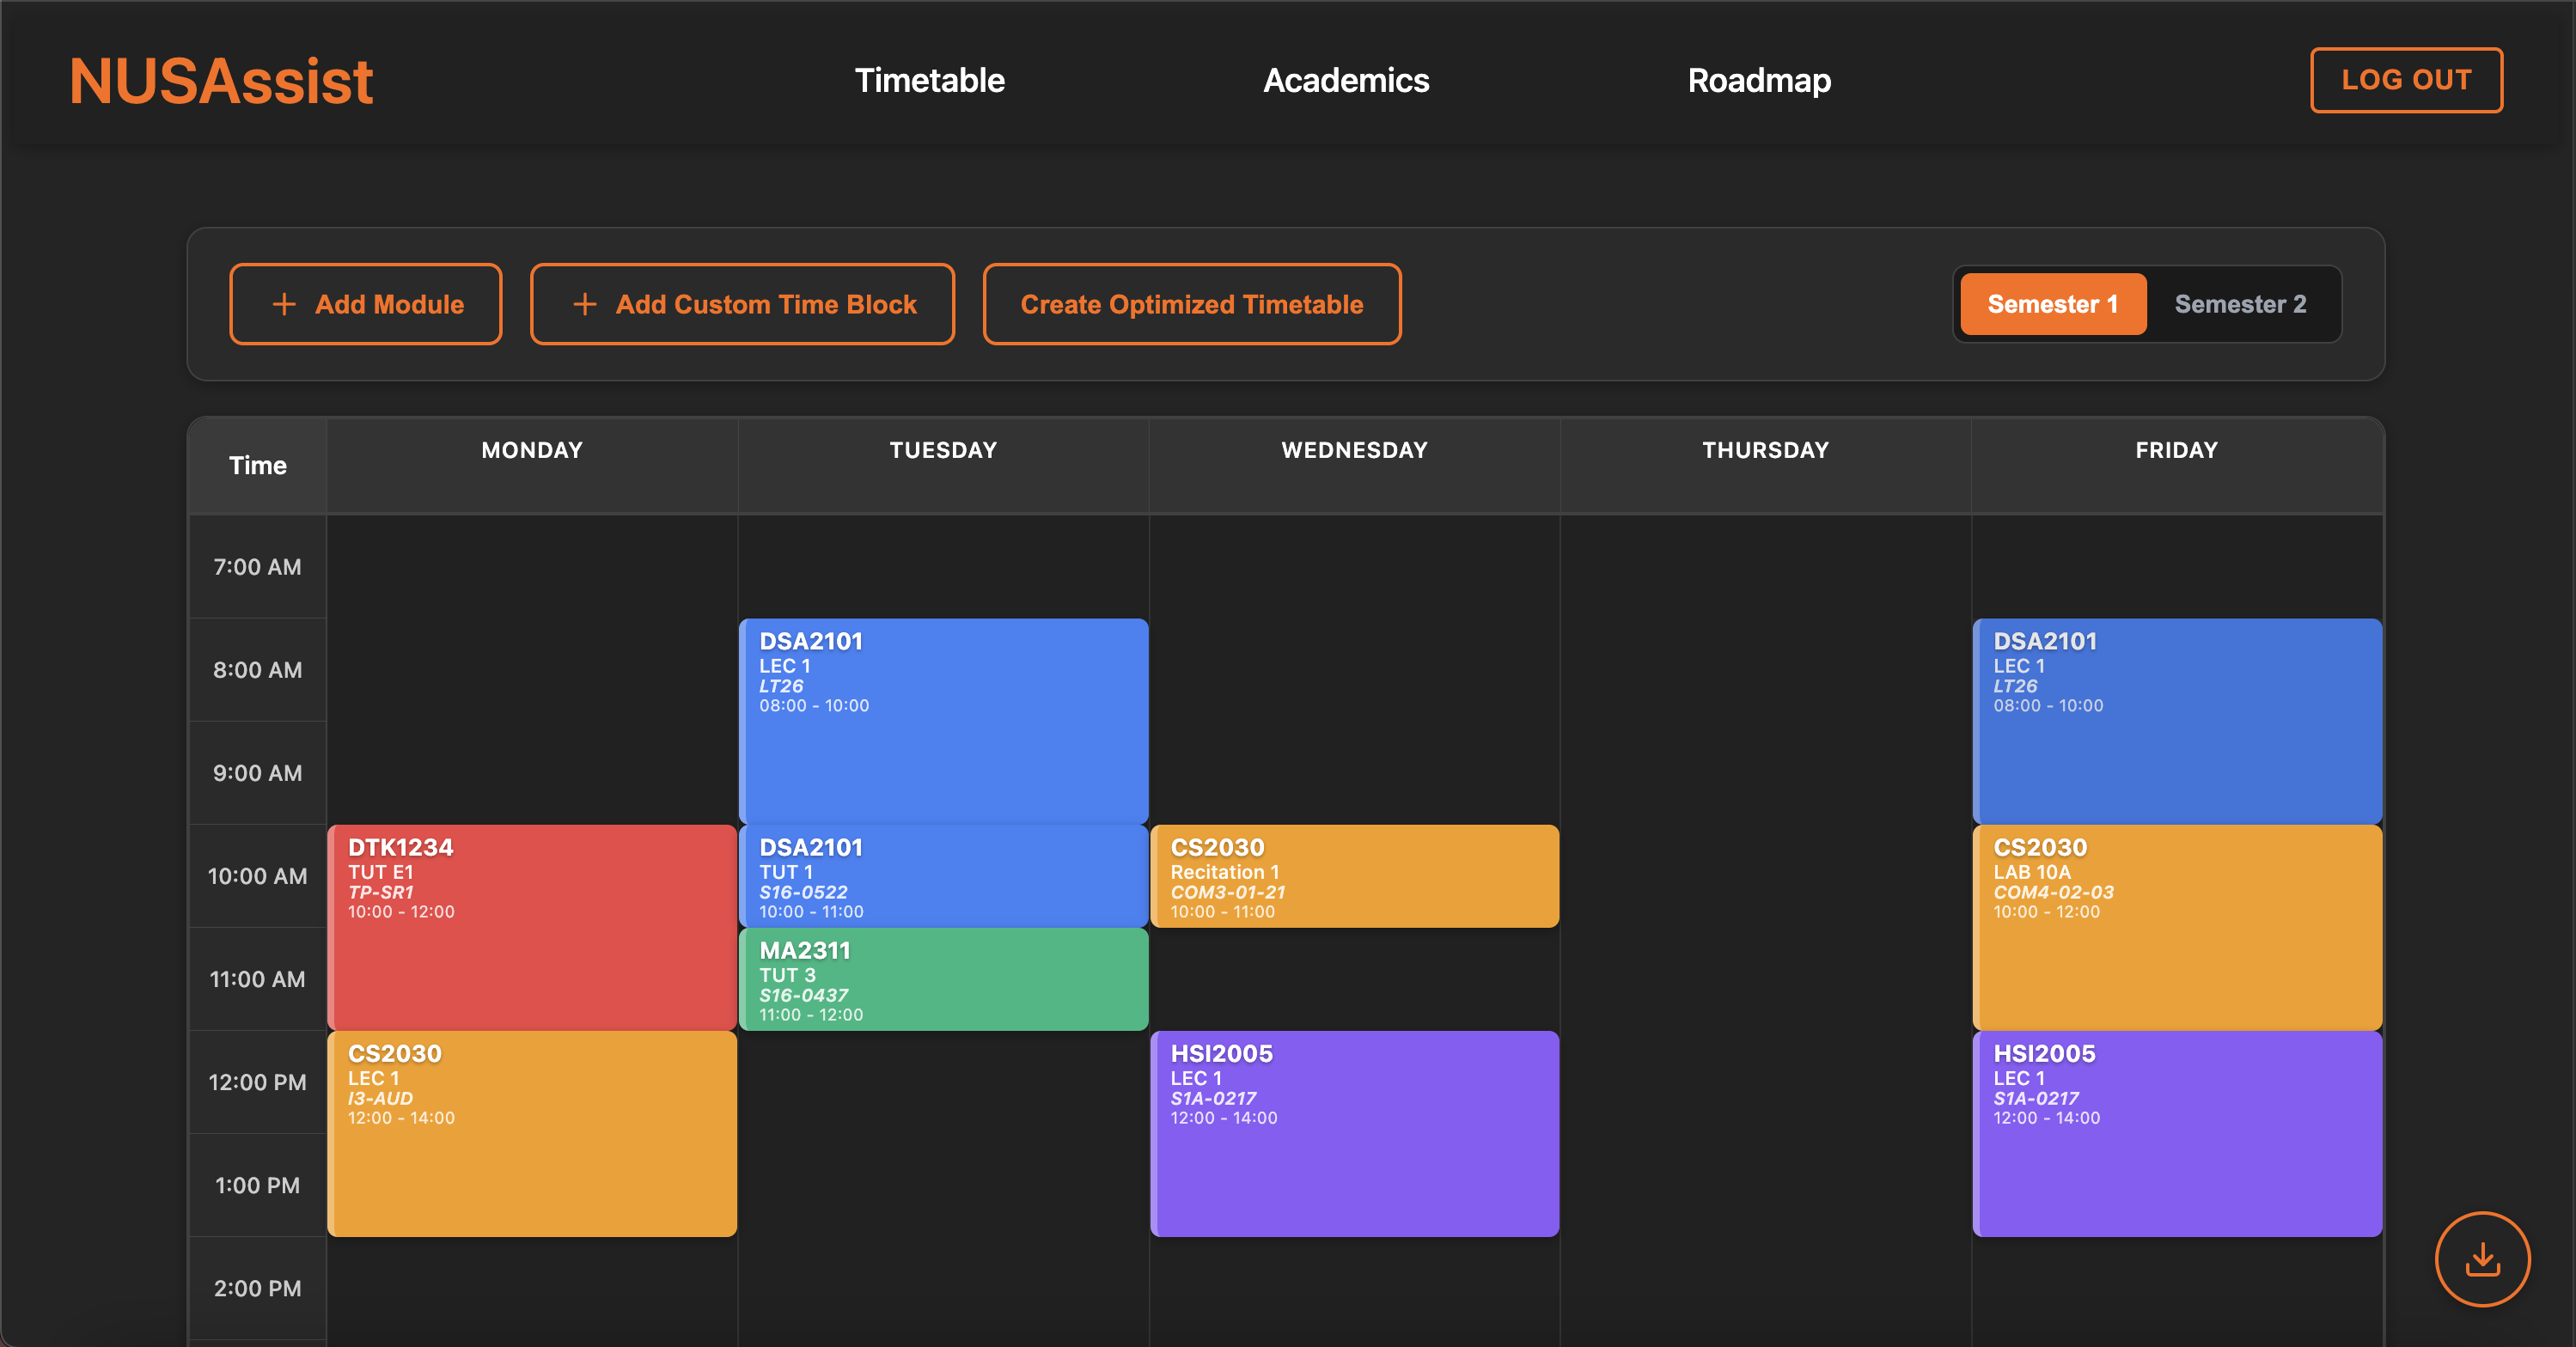 NUSAssist
Timetable
Academics
Roadmap
LOG OUT
Add Module
Add Custom Time Block
Create Optimized Timetable
Semester 1
Semester 2
Time
MONDAY
TUESDAY
WEDNESDAY
THURSDAY
FRIDAY
7:00 AM
8:00 AM
9:00 AM
10:00 AM
11:00 AM
12:00 PM
1:00 PM
2:00 PM
DTK1234
TUT E1
TP-SR1
10:00 - 12:00
CS2030
LEC 1
I3-AUD
12:00 - 14:00
DSA2101
LEC 1
LT26
08:00 - 10:00
DSA2101
TUT 1
S16-0522
10:00 - 11:00
MA2311
TUT 3
S16-0437
11:00 - 12:00
CS2030
Recitation 1
COM3-01-21
10:00 - 11:00
HSI2005
LEC 1
S1A-0217
12:00 - 14:00
DSA2101
LEC 1
LT26
08:00 - 10:00
CS2030
LAB 10A
COM4-02-03
10:00 - 12:00
HSI2005
LEC 1
S1A-0217
12:00 - 14:00